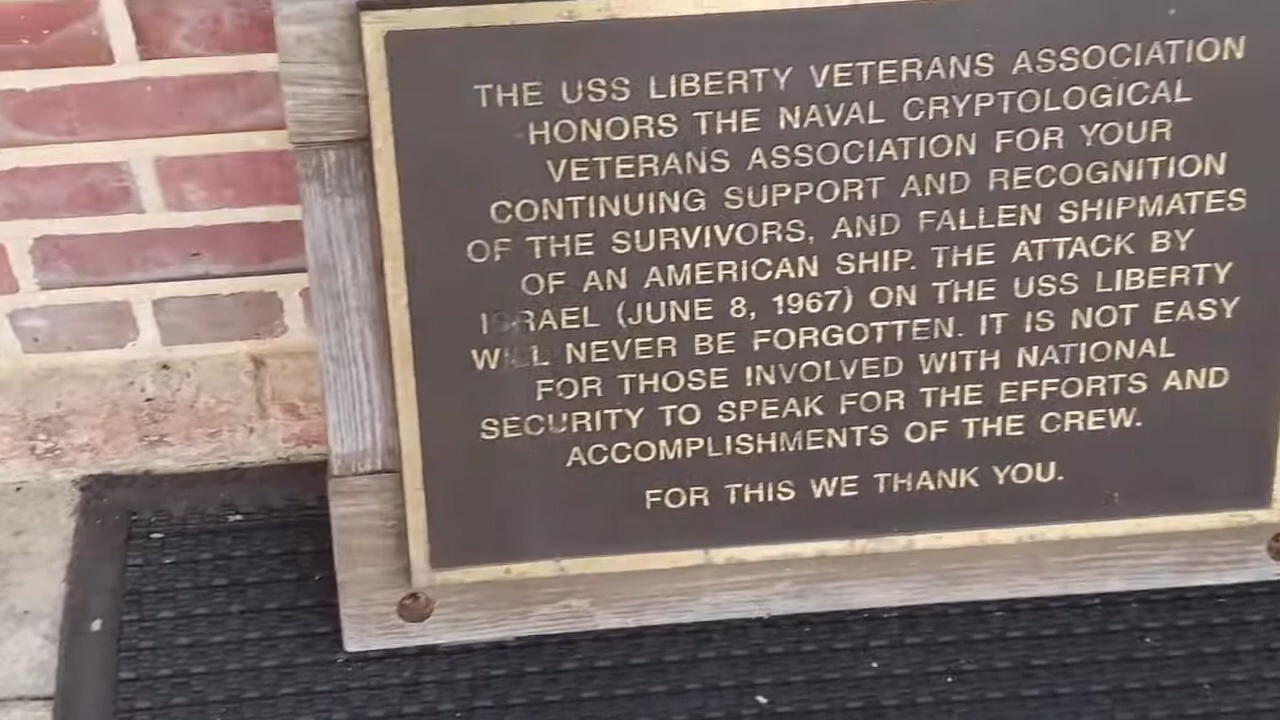 THE USS LIBERTY VETERANS ASSOCIATION
HONORS THE NAVAL CRYPTOLOGICAL
VETERANS ASSOCIATION FOR YOUR
CONTINUING SUPPORT AND RECOGNITION
OF THE SURVIVORS, AND FALLEN SHIPMATES
OF AN AMERICAN SHIP. THE ATTACK BY
ISRAEL (JUNE 8, 1967) ON THE USS LIBERTY
WILL NEVER BE FORGOTTEN. IT IS NOT EASY
FOR THOSE INVOLVED WITH NATIONAL
SECURITY TO SPEAK FOR THE EFFORTS AND
ACCOMPLISHMENTS OF THE CREW.
FOR THIS WE THANK YOU.